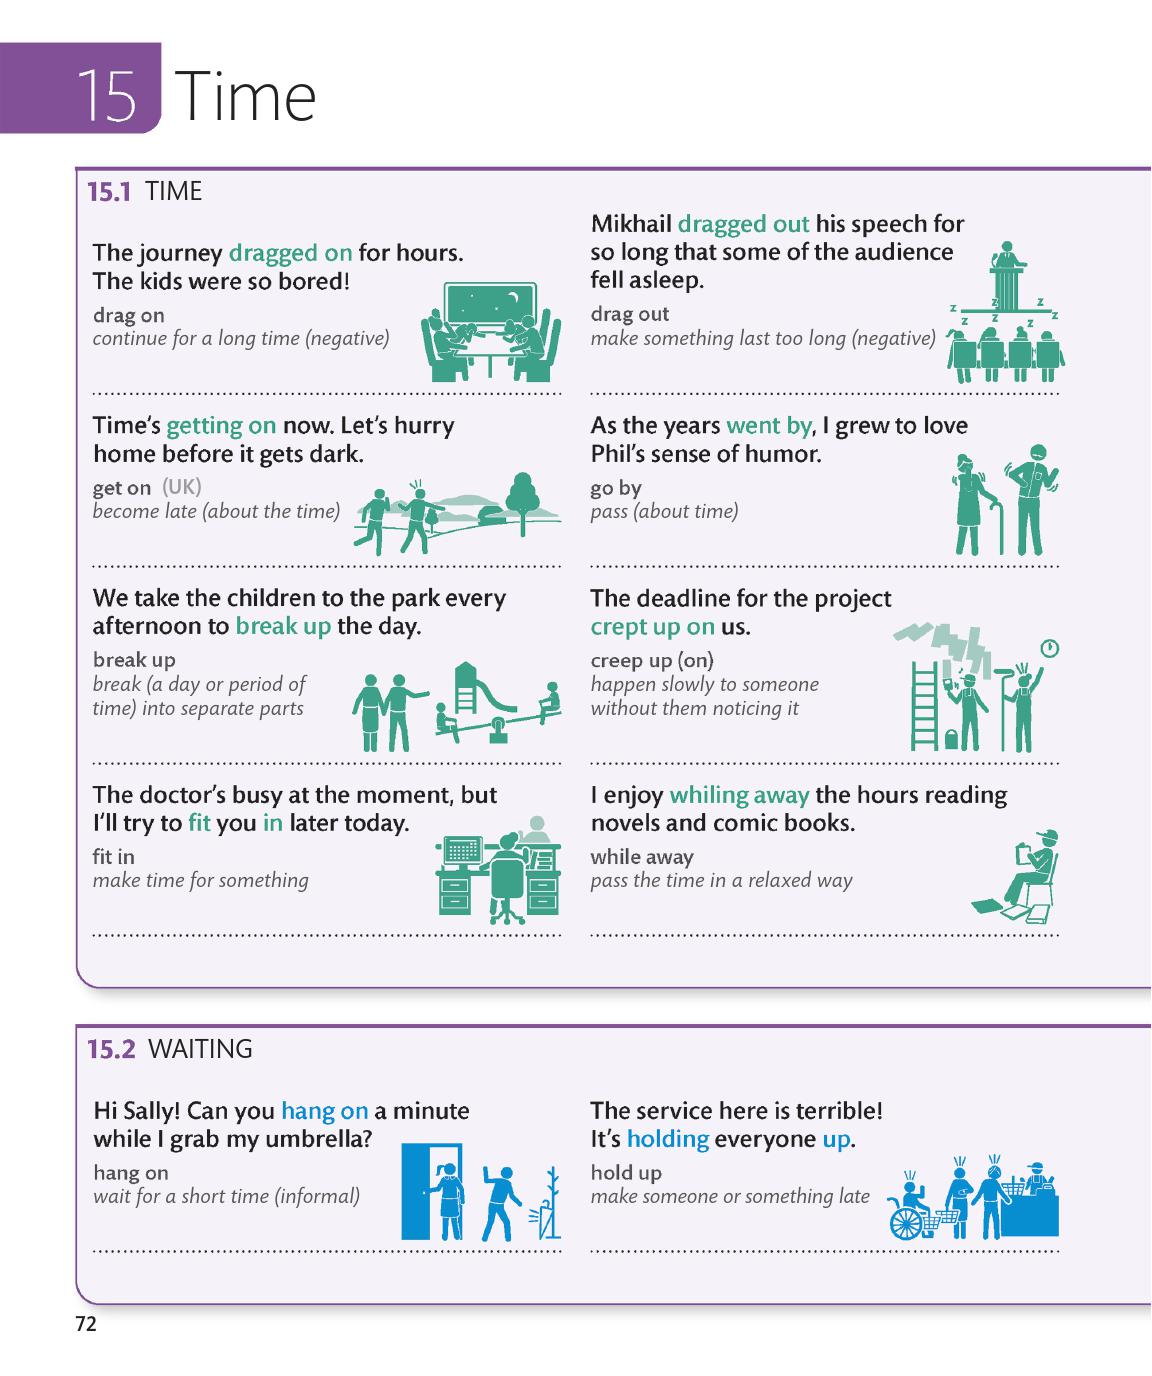 15 Time
15.1 TIME
The journey dragged on for hours.
The kids were so bored!
drag on
continue for a long time (negative)
Mikhail dragged out his speech for
so long that some of the audience
fell asleep.
drag out
make something last too long (negative)
z z z z
z z z z
Time's getting on now. Let's hurry
home before it gets dark.
get on (UK)
become late (about the time)
As the years went by, I grew to love
Phil's sense of humor.
go by
pass (about time)
We take the children to the park every
afternoon to break up the day.
break up
break (a day or period of
time) into separate parts
The deadline for the project
crept up on us.
creep up (on)
happen slowly to someone
without them noticing it
The doctor's busy at the moment, but
I'll try to fit you in later today.
fit in
make time for something
I enjoy whiling away the hours reading
novels and comic books.
while away
pass the time in a relaxed way
15.2 WAITING
Hi Sally! Can you hang on a minute
while I grab my umbrella?
hang on
wait for a short time (informal)
The service here is terrible!
It's holding everyone up.
hold up
make someone or something late
72